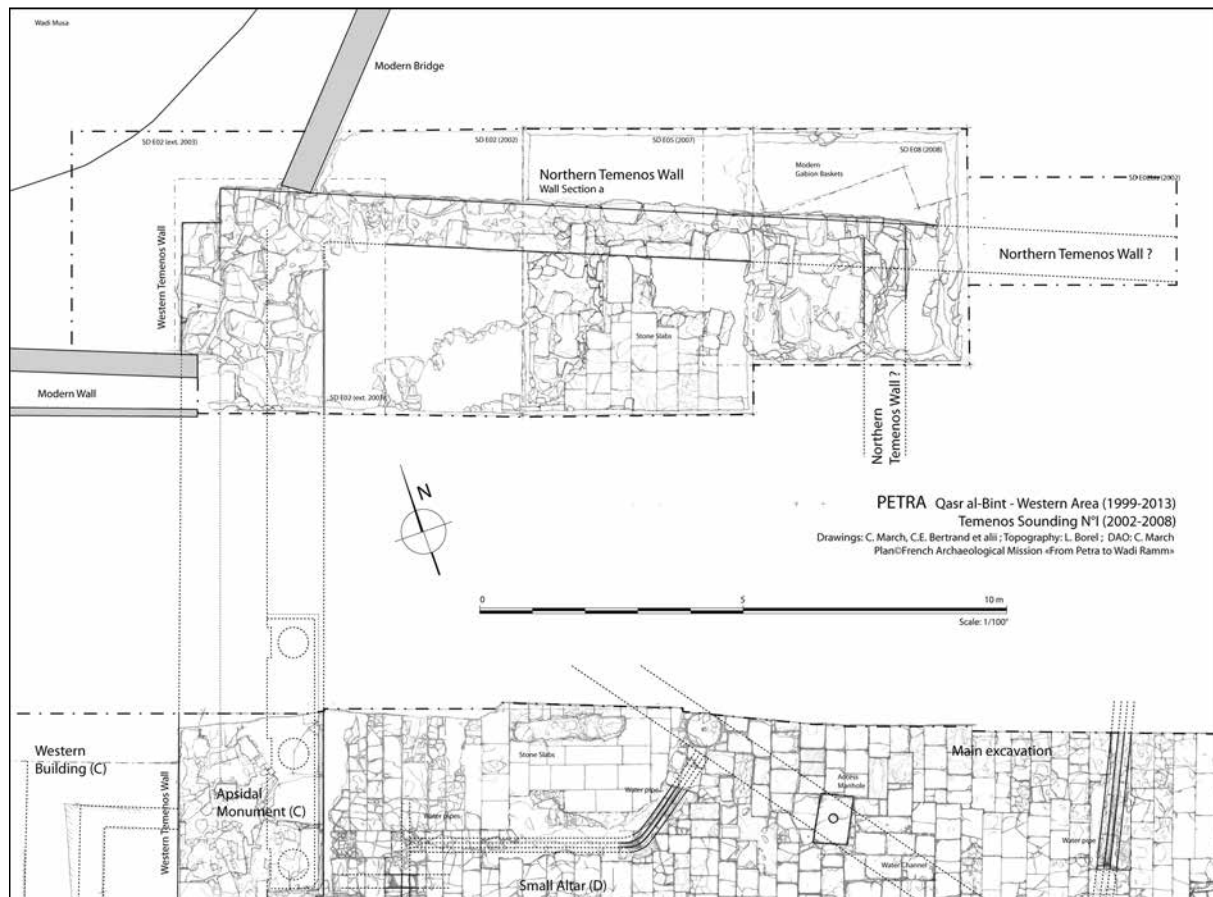 Wadi Musa
Modern Bridge
SD E02 (ext. 2003)
SD E02 (2002)
SD E05 (2007)
SD E08 (2008)
Northern Temenos Wall
Wall Section a
Modern
Gabion Baskets
Western Temenos Wall
Northern Temenos Wall ?
Stone Slabs
Modern Wall
SD E02 (ext. 2003)
Northern
Temenos Wall ?
N
PETRA Qasr al-Bint - Western Area (1999-2013)
Temenos Sounding N°I (2002-2008)
Drawings: C. March, C.E. Bertrand et alii ; Topography: L. Borel ; DAO: C. March
Plan©French Archaeological Mission «From Petra to Wadi Ramm»
0 5 10 m
Scale: 1/100°
Western
Building (C)
Western Temenos Wall
Apsidal
Monument (C)
Stone Slabs
Water pipes
Water pipes
Small Altar (D)
Main excavation
Access
Manhole
Water Channel
Water pipe